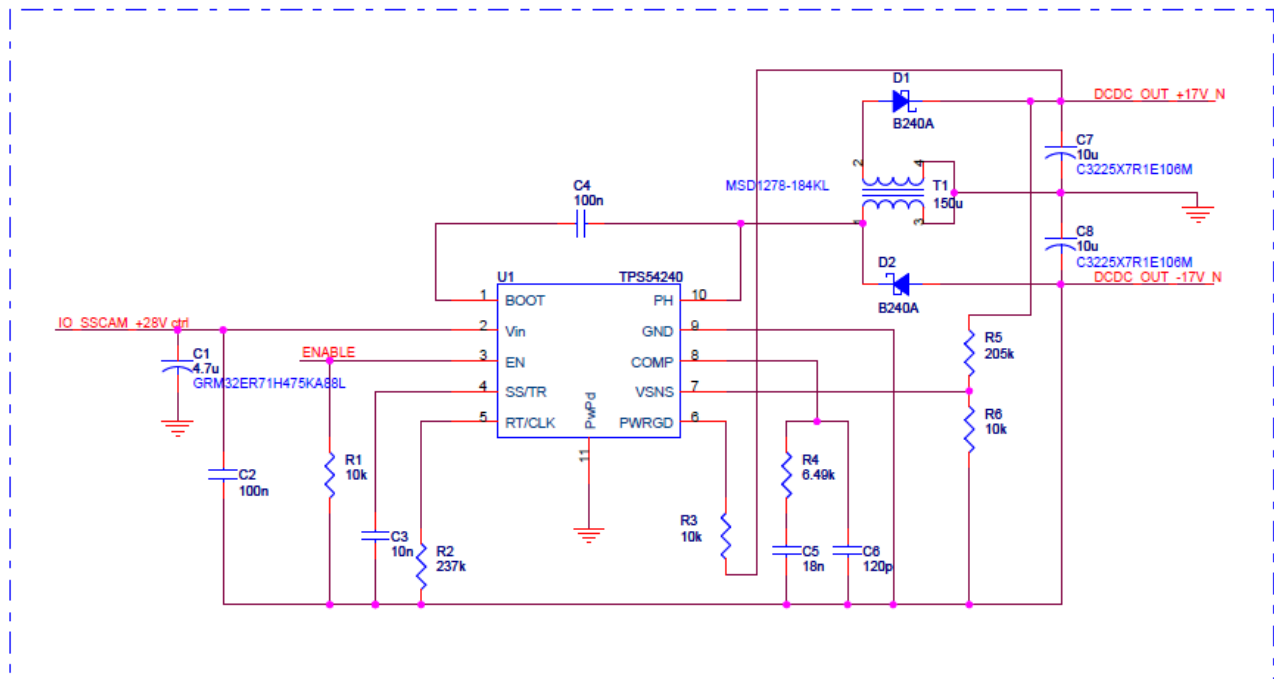 D1
B240A
DCDC_OUT_+17V_N
C7
10u
C3225X7R1E106M
2
4
MSD1278-184KL
T1
150u
1
3
C4
100n
C8
10u
C3225X7R1E106M
D2
B240A
DCDC_OUT_-17V_N
U1
TPS54240
1
BOOT
PH
10
IO_SSCAM_+28V ctrl
2
Vin
GND
9
ENABLE
3
EN
COMP
8
4
SS/TR
VSNS
7
5
RT/CLK
PWRGD
6
PwPd
11
C1
4.7u
GRM32ER71H475KA88L
R5
205k
R6
10k
C2
100n
R1
10k
R4
6.49k
C3
10n
R2
237k
R3
10k
C5
18n
C6
120p